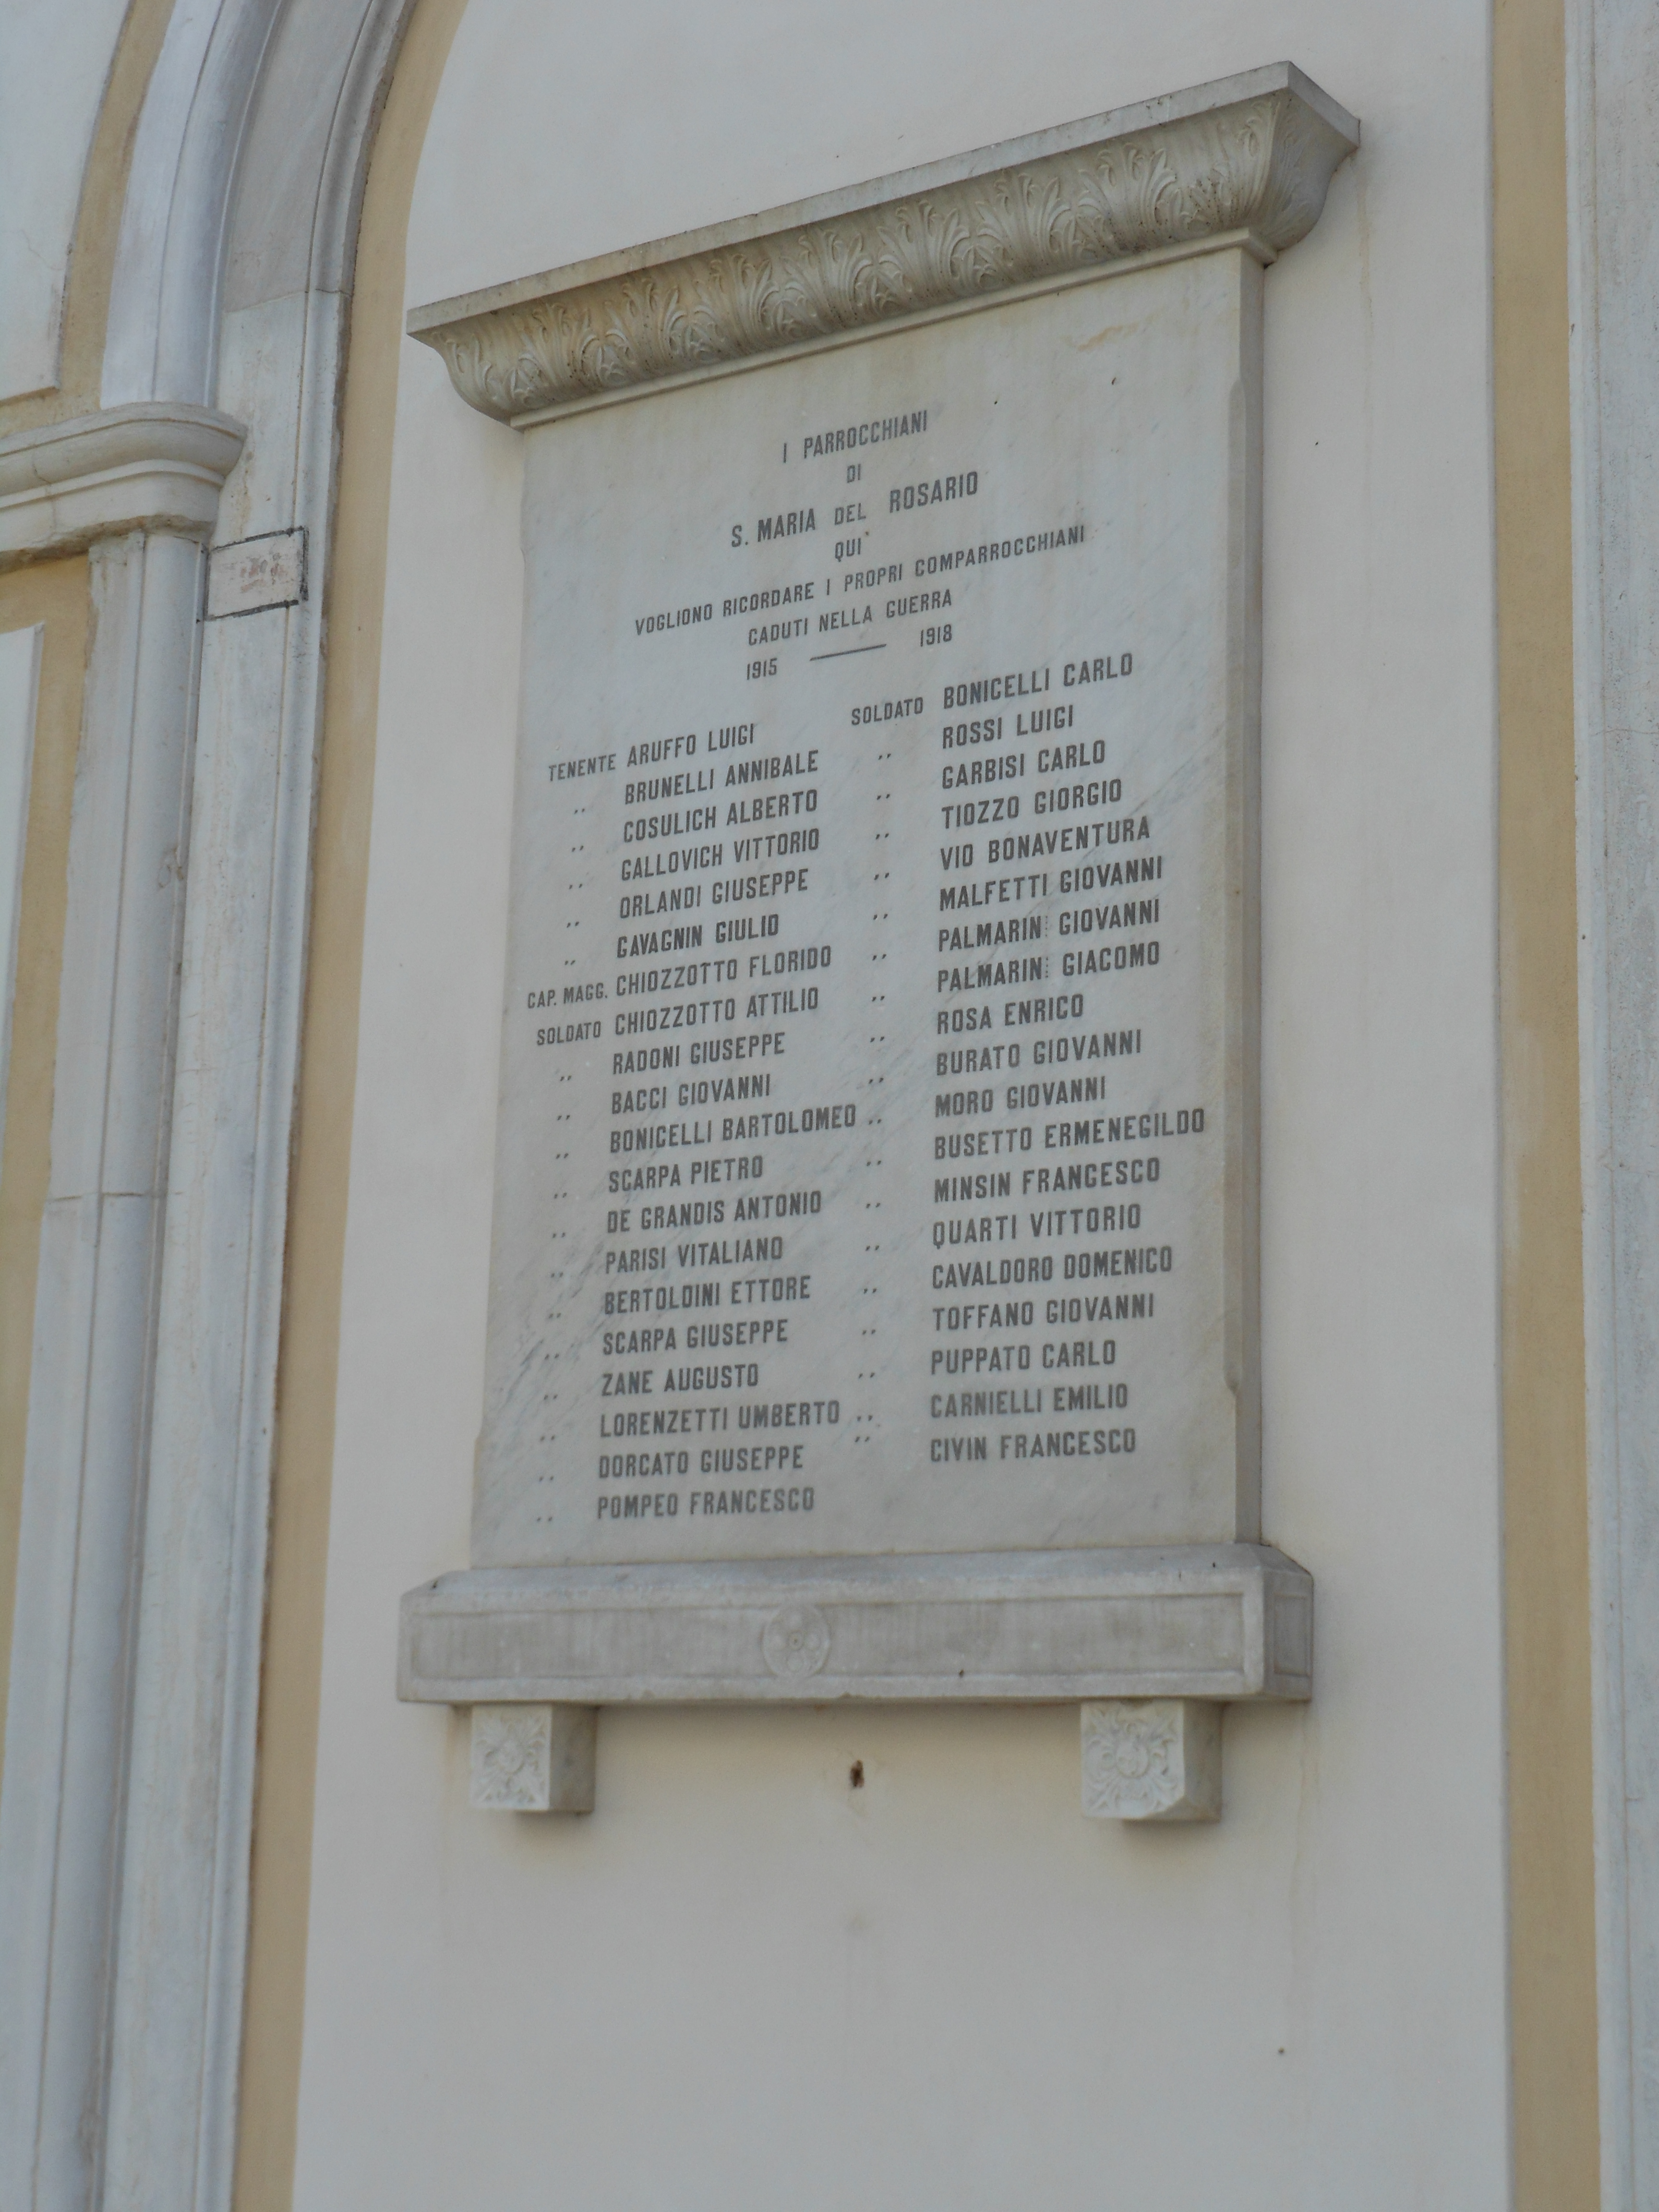 I PARROCCHIANI
DI
S. MARIA DEL ROSARIO
QUI
VOGLIONO RICORDARE I PROPRI COMPARROCCHIANI
CADUTI NELLA GUERRA
1915 — 1918
TENENTE ARUFFO LUIGI
,, BRUNELLI ANNIBALE
,, COSULICH ALBERTO
,, GALLOVICH VITTORIO
,, ORLANDI GIUSEPPE
,, GAVAGNIN GIULIO
CAP. MAGG. CHIOZZOTTO FLORIDO
SOLDATO CHIOZZOTTO ATTILIO
,, RADONI GIUSEPPE
,, BACCI GIOVANNI
,, BONICELLI BARTOLOMEO
,, SCARPA PIETRO
,, DE GRANDIS ANTONIO
,, PARISI VITALIANO
,, BERTOLDINI ETTORE
,, SCARPA GIUSEPPE
,, ZANE AUGUSTO
,, LORENZETTI UMBERTO
,, DORCATO GIUSEPPE
,, POMPEO FRANCESCO
SOLDATO BONICELLI CARLO
,, ROSSI LUIGI
,, GARBISI CARLO
,, TIOZZO GIORGIO
,, VIO BONAVENTURA
,, MALFETTI GIOVANNI
,, PALMARIN GIOVANNI
,, PALMARIN GIACOMO
,, ROSA ENRICO
,, BURATO GIOVANNI
,, MORO GIOVANNI
,, BUSETTO ERMENEGILDO
,, MINSIN FRANCESCO
,, QUARTI VITTORIO
,, CAVALDORO DOMENICO
,, TOFFANO GIOVANNI
,, PUPPATO CARLO
,, CARNIELLI EMILIO
,, CIVIN FRANCESCO